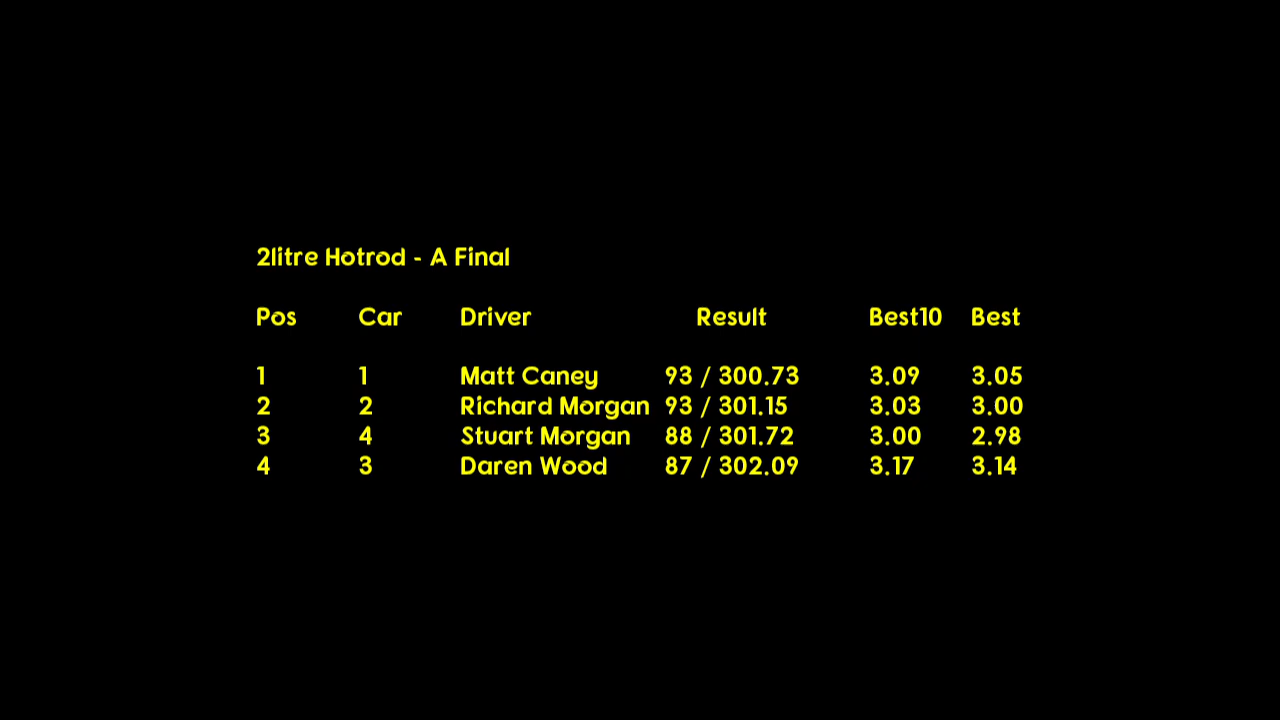 2litre Hotrod - A Final
Pos Car Driver Result Best10 Best
1 1 Matt Caney 93 / 300.73 3.09 3.05
2 2 Richard Morgan 93 / 301.15 3.03 3.00
3 4 Stuart Morgan 88 / 301.72 3.00 2.98
4 3 Daren Wood 87 / 302.09 3.17 3.14